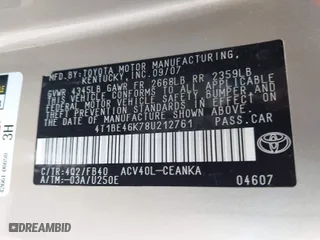 MFD BY:TOYOTA MOTOR MANUFACTURING,
KENTUCKY,INC.09/07
GVWR 4345LB GAWR FR 2668LB RR 2359LB
THIS VEHICLE CONFORMS TO ALL APPLICABLE
FEDERAL MOTOR VEHICLE SAFETY, BUMPER, AND
THEFT PREVENTION STANDARDS IN EFFECT ON
THE DATE OF MANUFACTURE SHOWN ABOVE.
4T1BE46K78U212761
PASS.CAR
C/TR:4Q2/FB40 ACV40L-CEANKA
A/TM:-03A/U250E
TOYOTA
04607
3H